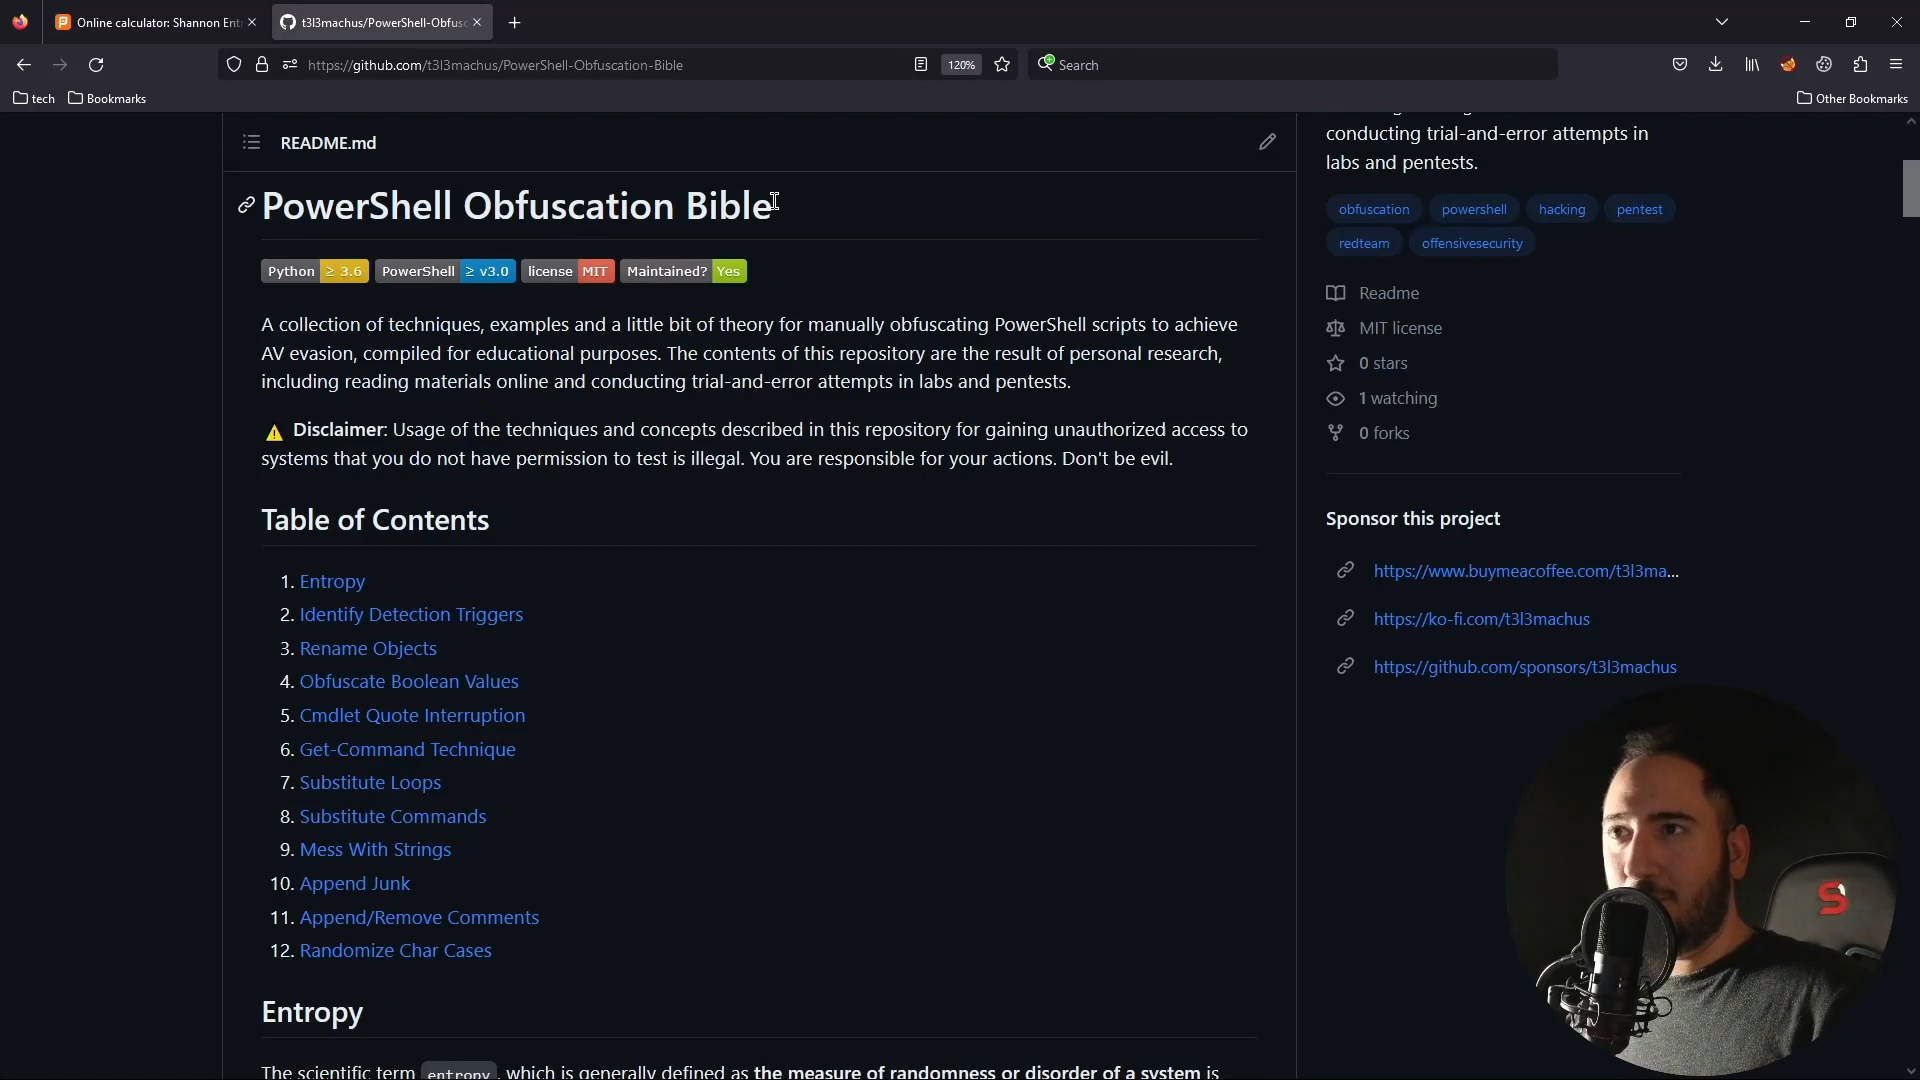 Online calculator: Shannon Ent
t3l3machus/PowerShell-Obfusc
https://github.com/t3l3machus/PowerShell-Obfuscation-Bible
120%
Search
tech
Bookmarks
Other Bookmarks
README.md
PowerShell Obfuscation Bible
Python ≥ 3.6 PowerShell ≥ v3.0 license MIT Maintained? Yes
A collection of techniques, examples and a little bit of theory for manually obfuscating PowerShell scripts to achieve
AV evasion, compiled for educational purposes. The contents of this repository are the result of personal research,
including reading materials online and conducting trial-and-error attempts in labs and pentests.
Disclaimer: Usage of the techniques and concepts described in this repository for gaining unauthorized access to
systems that you do not have permission to test is illegal. You are responsible for your actions. Don't be evil.
Table of Contents
1. Entropy
2. Identify Detection Triggers
3. Rename Objects
4. Obfuscate Boolean Values
5. Cmdlet Quote Interruption
6. Get-Command Technique
7. Substitute Loops
8. Substitute Commands
9. Mess With Strings
10. Append Junk
11. Append/Remove Comments
12. Randomize Char Cases
Entropy
The scientific term entropy, which is generally defined as the measure of randomness or disorder of a system is
conducting trial-and-error attempts in
labs and pentests.
obfuscation powershell hacking pentest
redteam offensivesecurity
Readme
MIT license
0 stars
1 watching
0 forks
Sponsor this project
https://www.buymeacoffee.com/t3l3ma...
https://ko-fi.com/t3l3machus
https://github.com/sponsors/t3l3machus